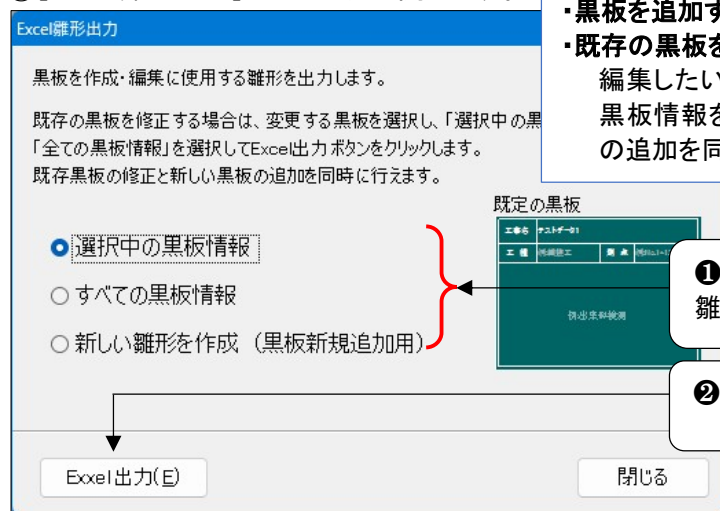 ・黒板を追加す
・既存の黒板を
編集したい
黒板情報を
の追加を同
Excel雛形出力
黒板を作成・編集に使用する雛形を出力します。
既存の黒板を修正する場合は、変更する黒板を選択し、「選択中の黒
「全ての黒板情報」を選択してExcel出力ボタンをクリックします。
既存黒板の修正と新しい黒板の追加を同時に行えます。
既定の黒板
工事名 テストデータ-01
工 種
測 点
選択中の黒板情報
すべての黒板情報
新しい雛形を作成 (黒板新規追加用)
❶
雛
❷
Exxel出力(E)
閉じる